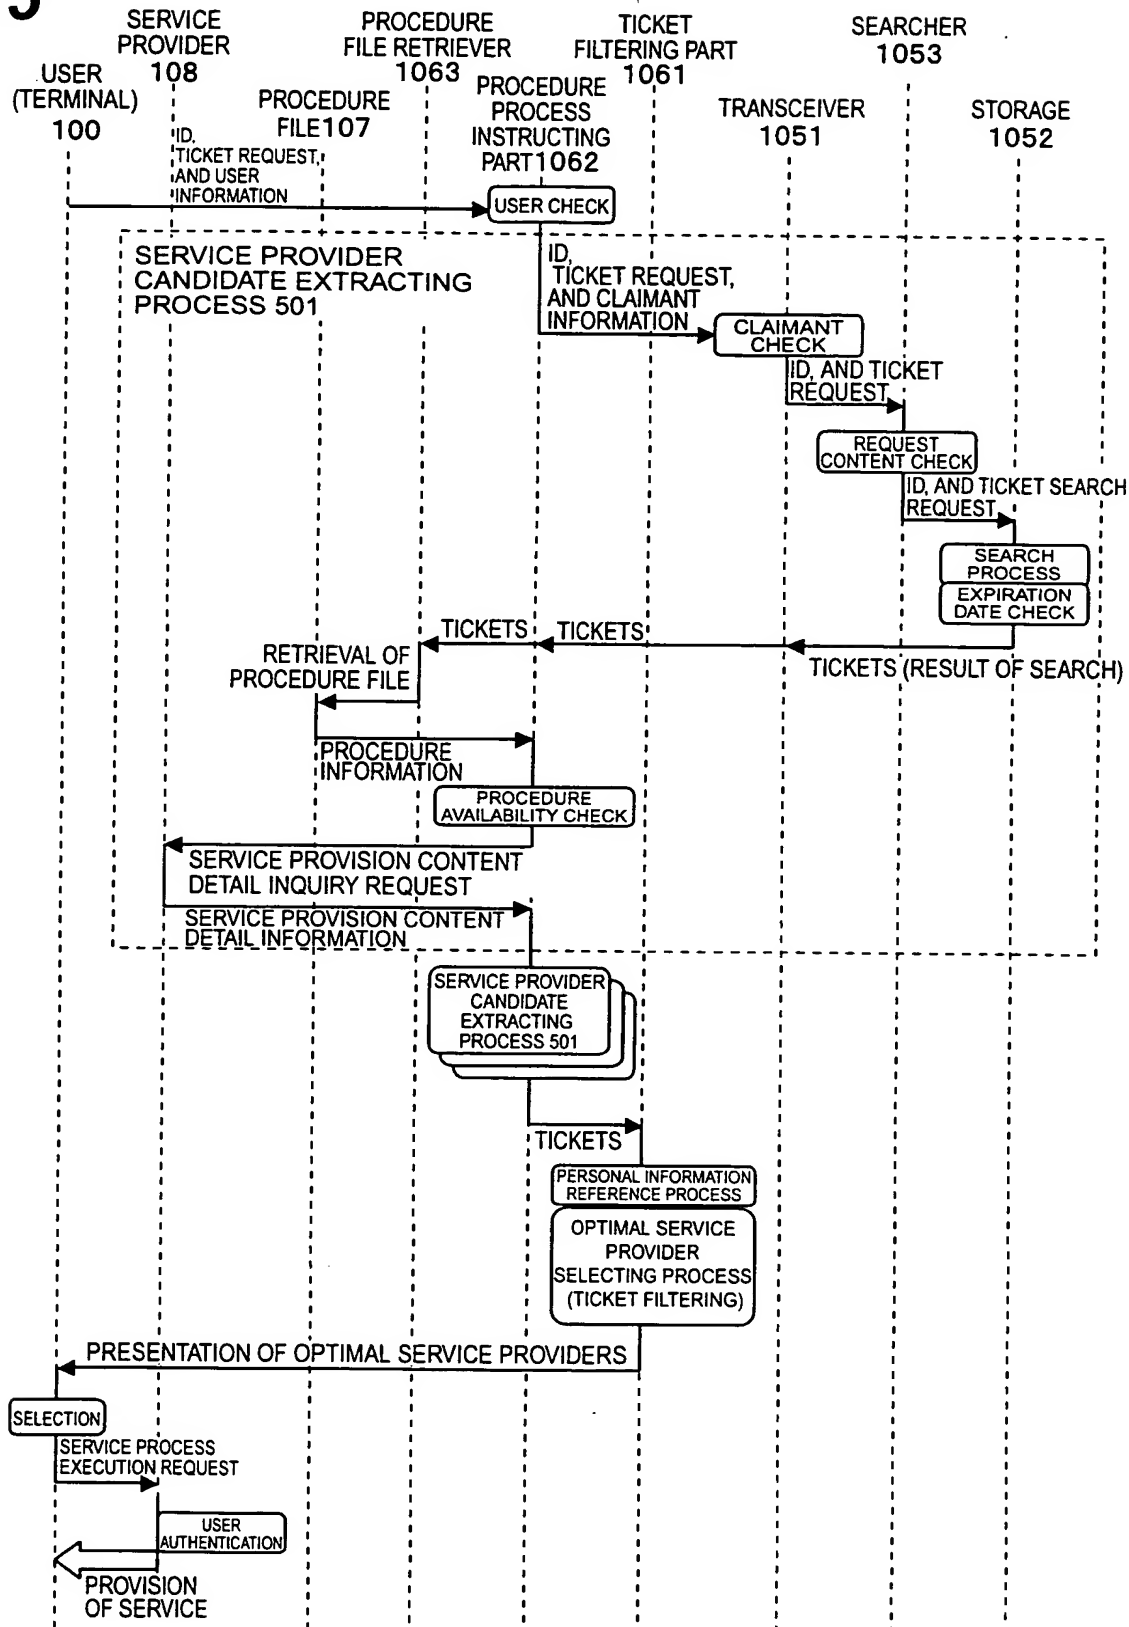 5
SERVICE
PROVIDER
108
PROCEDURE
FILE RETRIEVER
1063
TICKET
FILTERING PART
1061
SEARCHER
1053
USER
(TERMINAL)
100
PROCEDURE
FILE107
PROCEDURE
PROCESS
INSTRUCTING
PART1062
TRANSCEIVER
1051
STORAGE
1052
ID,
TICKET REQUEST,
AND USER
INFORMATION
USER CHECK
SERVICE PROVIDER
CANDIDATE EXTRACTING
PROCESS 501
ID,
TICKET REQUEST,
AND CLAIMANT
INFORMATION
CLAIMANT
CHECK
ID, AND TICKET
REQUEST
REQUEST
CONTENT CHECK
ID, AND TICKET SEARCH
REQUEST
SEARCH
PROCESS
EXPIRATION
DATE CHECK
TICKETS
TICKETS
TICKETS (RESULT OF SEARCH)
RETRIEVAL OF
PROCEDURE FILE
PROCEDURE
INFORMATION
PROCEDURE
AVAILABILITY CHECK
SERVICE PROVISION CONTENT
DETAIL INQUIRY REQUEST
SERVICE PROVISION CONTENT
DETAIL INFORMATION
SERVICE PROVIDER
CANDIDATE
EXTRACTING
PROCESS 501
TICKETS
PERSONAL INFORMATION
REFERENCE PROCESS
OPTIMAL SERVICE
PROVIDER
SELECTING PROCESS
(TICKET FILTERING)
PRESENTATION OF OPTIMAL SERVICE PROVIDERS
SELECTION
SERVICE PROCESS
EXECUTION REQUEST
USER
AUTHENTICATION
PROVISION
OF SERVICE